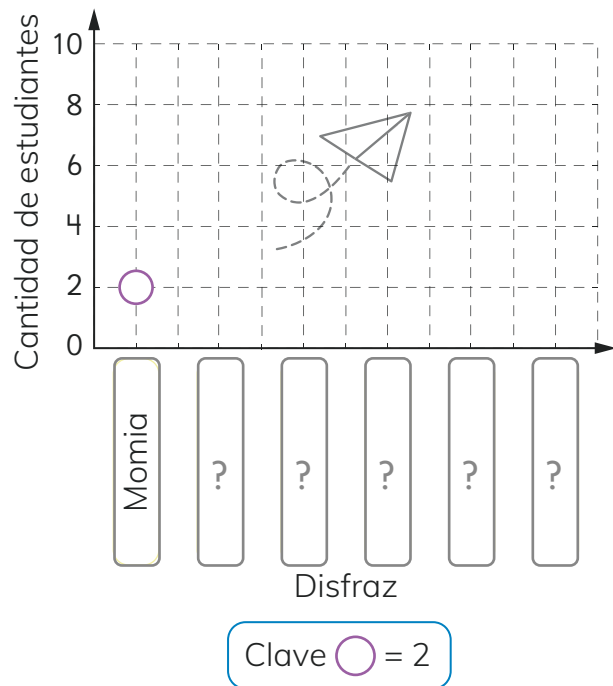 Cantidad de estudiantes
10
8
6
4
2
0
Momia
?
?
?
?
?
Disfraz
Clave = 2